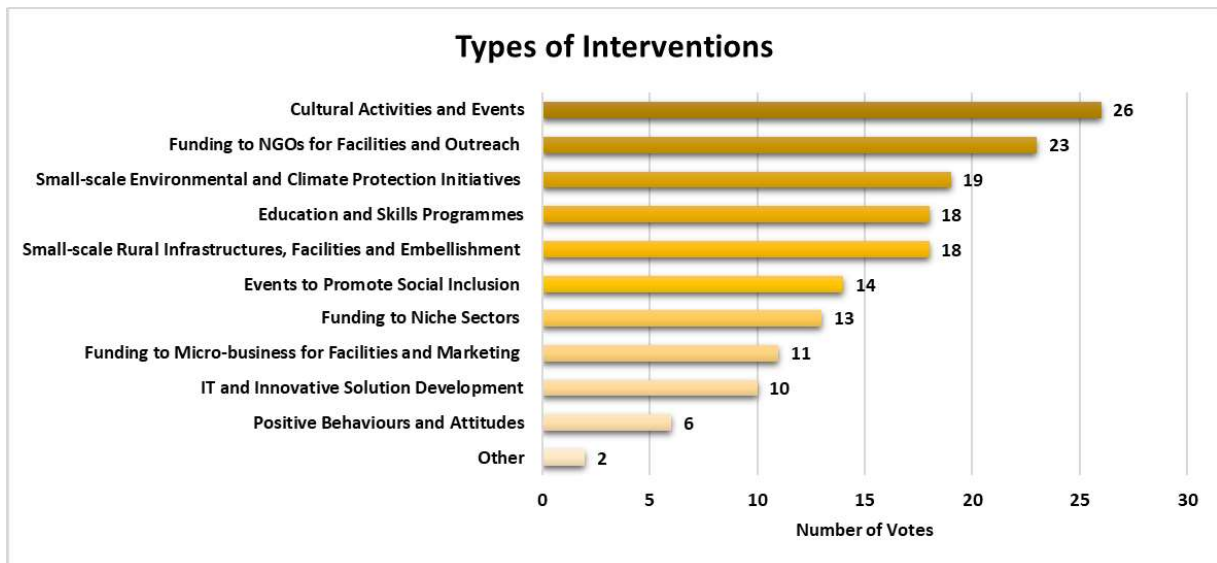 Types of Interventions
Cultural Activities and Events 26
Funding to NGOs for Facilities and Outreach 23
Small-scale Environmental and Climate Protection Initiatives 19
Education and Skills Programmes 18
Small-scale Rural Infrastructures, Facilities and Embellishment 18
Events to Promote Social Inclusion 14
Funding to Niche Sectors 13
Funding to Micro-business for Facilities and Marketing 11
IT and Innovative Solution Development 10
Positive Behaviours and Attitudes 6
Other 2
0 5 10 15 20 25 30
Number of Votes